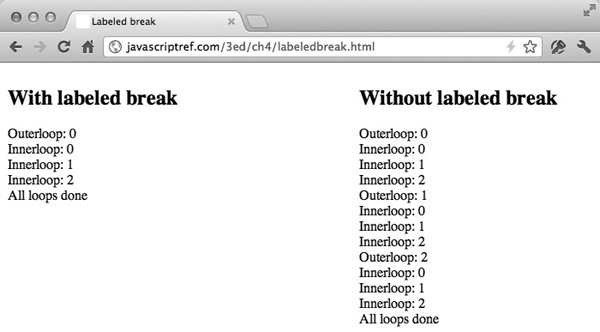 Labeled break
javascriptref.com/3ed/ch4/labeledbreak.html
With labeled break
Outerloop: 0
Innerloop: 0
Innerloop: 1
Innerloop: 2
All loops done
Without labeled break
Outerloop: 0
Innerloop: 0
Innerloop: 1
Innerloop: 2
Outerloop: 1
Innerloop: 0
Innerloop: 1
Innerloop: 2
Outerloop: 2
Innerloop: 0
Innerloop: 1
Innerloop: 2
All loops done